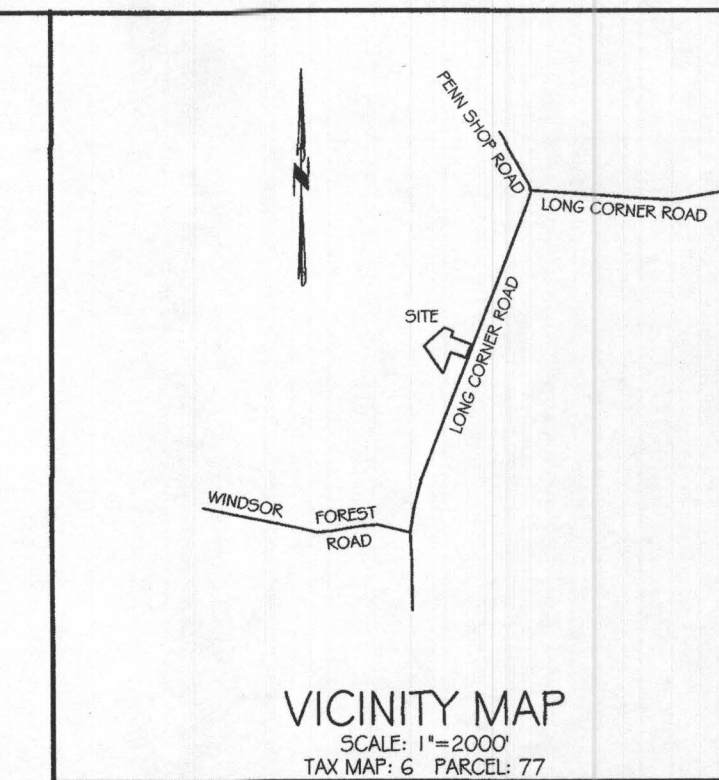 PENN SHOP ROAD
LONG CORNER ROAD
SITE
LONG CORNER ROAD
WINDSOR FOREST
ROAD
N
VICINITY MAP
SCALE: 1"=2000'
TAX MAP: 6 PARCEL: 77